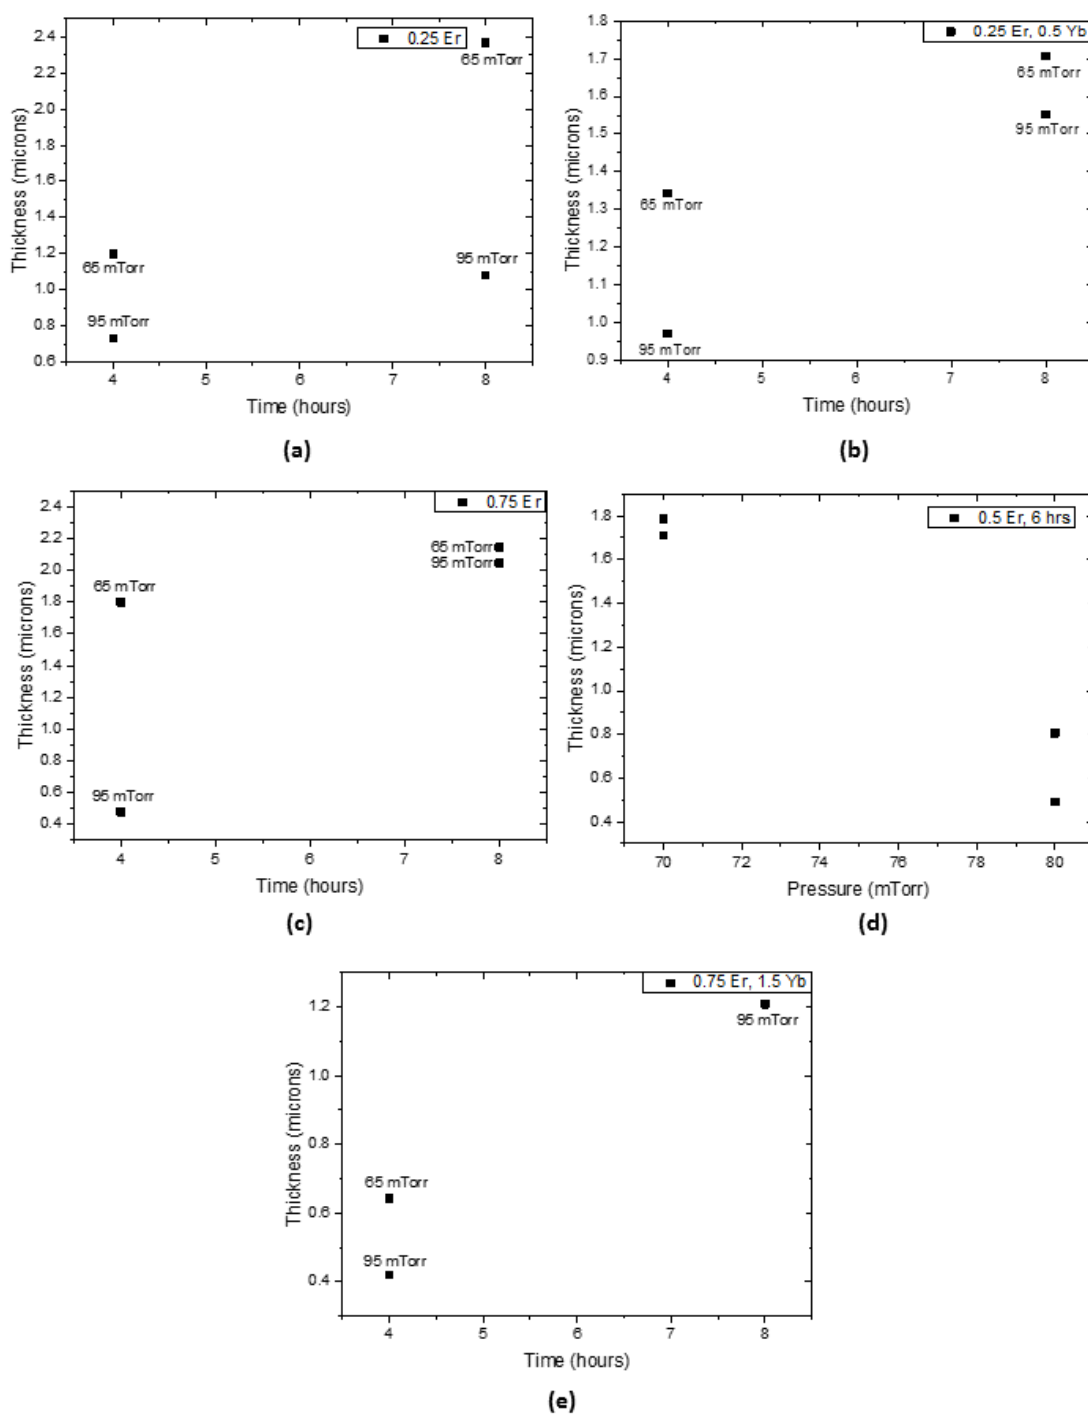 0.25 Er
2.4
2.2
2.0
1.8
1.6
1.4
1.2
1.0
0.8
0.6
65 mTorr
65 mTorr
95 mTorr
95 mTorr
4 5 6 7 8
Thickness (microns)
Time (hours)
(a)
0.25 Er, 0.5 Yb
1.8
1.7
1.6
1.5
1.4
1.3
1.2
1.1
1.0
0.9
65 mTorr
95 mTorr
65 mTorr
95 mTorr
4 5 6 7 8
Thickness (microns)
Time (hours)
(b)
0.75 Er
2.4
2.2
2.0
1.8
1.6
1.4
1.2
1.0
0.8
0.6
0.4
65 mTorr
95 mTorr
65 mTorr
95 mTorr
4 5 6 7 8
Thickness (microns)
Time (hours)
(c)
0.5 Er, 6 hrs
1.8
1.6
1.4
1.2
1.0
0.8
0.6
0.4
70 72 74 76 78 80
Thickness (microns)
Pressure (mTorr)
(d)
0.75 Er, 1.5 Yb
1.2
1.0
0.8
0.6
0.4
95 mTorr
65 mTorr
95 mTorr
4 5 6 7 8
Thickness (microns)
Time (hours)
(e)